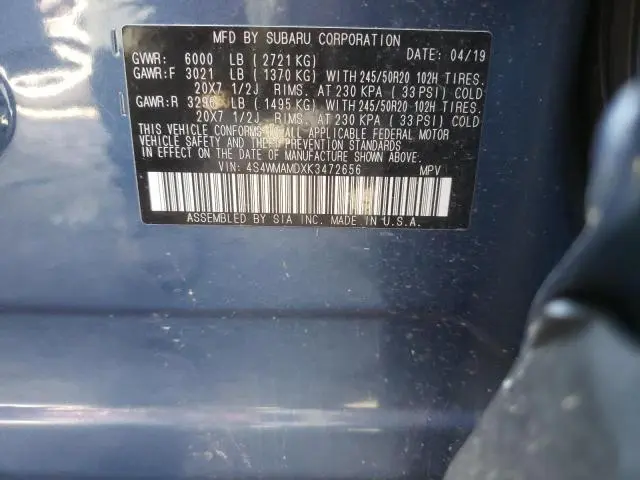 MFD BY SUBARU CORPORATION
GVWR: 6000 LB (2721 KG) DATE: 04/19
GAWR:F 3021 LB (1370 KG) WITH 245/50R20 102H TIRES.
20X7 1/2J RIMS. AT 230 KPA (33 PSI) COLD
GAWR:R 3296 LB (1495 KG) WITH 245/50R20 102H TIRES.
20X7 1/2J RIMS. AT 230 KPA (33 PSI) COLD
THIS VEHICLE CONFORMS TO ALL APPLICABLE FEDERAL MOTOR
VEHICLE SAFETY AND THEFT PREVENTION STANDARDS
IN EFFECT ON THE DATE OF MANUFACTURE SHOWN ABOVE.
VIN: 4S4WMAMDXK3472656 MPV
ASSEMBLED BY SIA INC. MADE IN U.S.A.